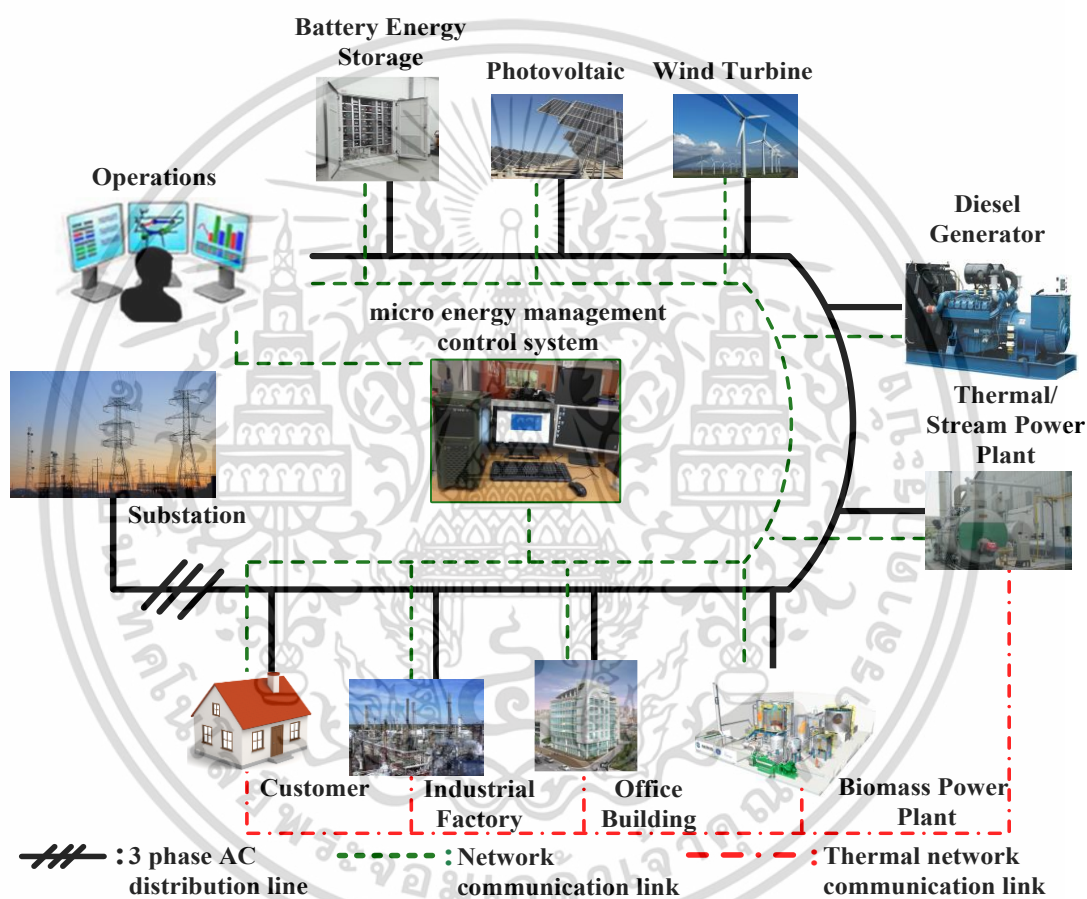 Battery Energy
Storage
Photovoltaic
Wind Turbine
Operations
Diesel
Generator
micro energy management
control system
Thermal/
Stream Power
Plant
Substation
Customer
Industrial
Factory
Office
Building
Biomass Power
Plant
: 3 phase AC
distribution line
: Network
communication link
: Thermal network
communication link